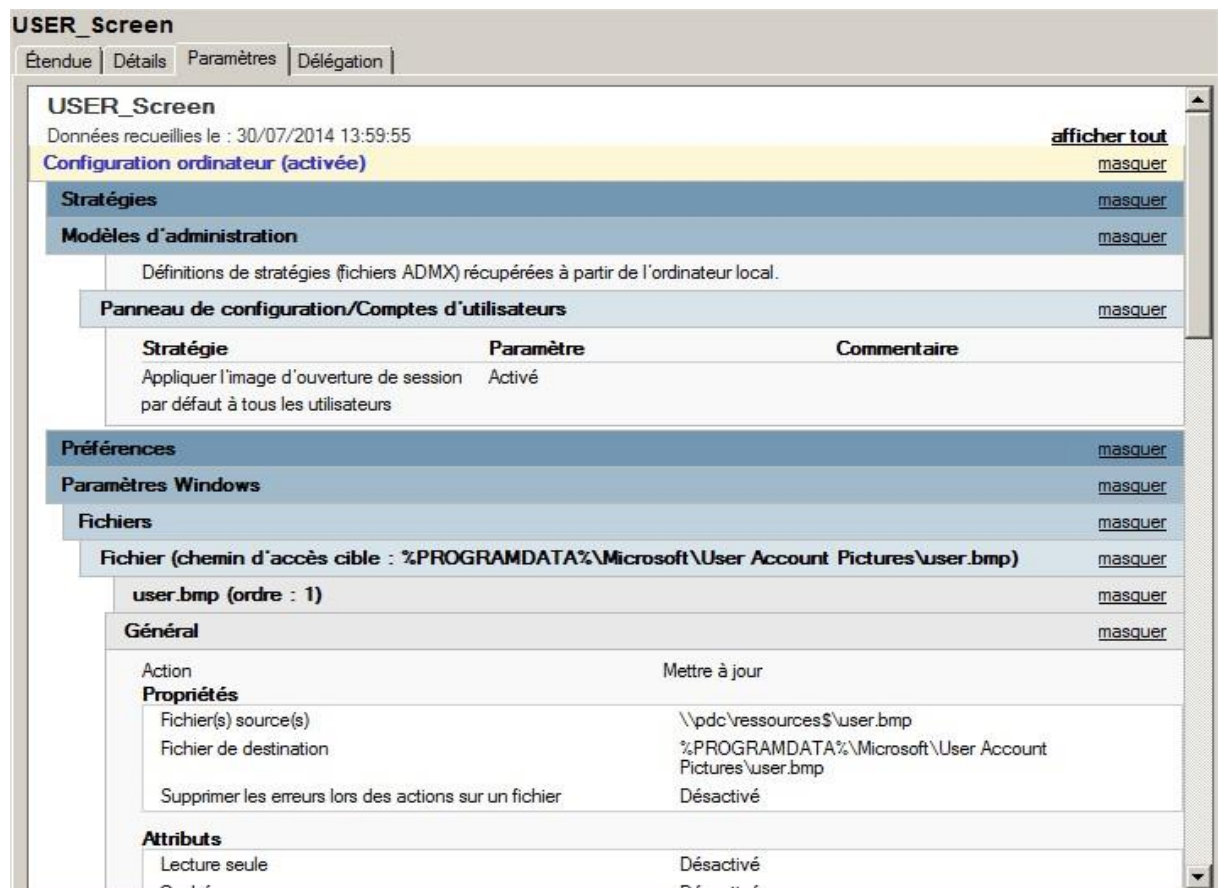 USER_Screen
Étendue Détails Paramètres Délégation
USER_Screen
Données recueillies le : 30/07/2014 13:59:55 afficher tout
Configuration ordinateur (activée) masquer
Stratégies masquer
Modèles d'administration masquer
Définitions de stratégies (fichiers ADMX) récupérées à partir de l'ordinateur local.
Panneau de configuration/Comptes d'utilisateurs masquer
Stratégie Paramètre Commentaire
Appliquer l'image d'ouverture de session Activé
par défaut à tous les utilisateurs
Préférences masquer
Paramètres Windows masquer
Fichiers masquer
Fichier (chemin d'accès cible : %PROGRAMDATA%\Microsoft\User Account Pictures\user.bmp) masquer
user.bmp (ordre : 1) masquer
Général masquer
Action Mettre à jour
Propriétés
Fichier(s) source(s) \\pdc\ressources$\user.bmp
Fichier de destination %PROGRAMDATA%\Microsoft\User Account
Pictures\user.bmp
Supprimer les erreurs lors des actions sur un fichier Désactivé
Attributs
Lecture seule Désactivé